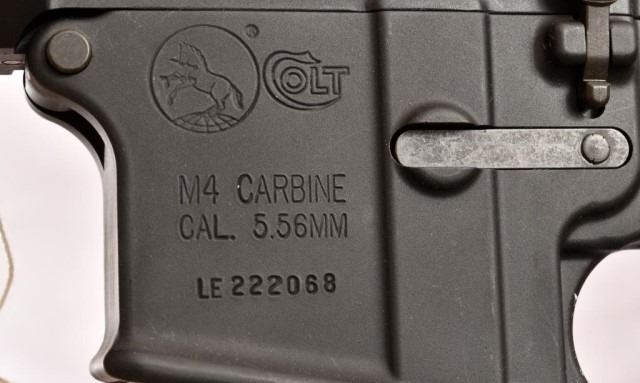 ®
COLT
M4 CARBINE
CAL. 5.56MM
LE 222068